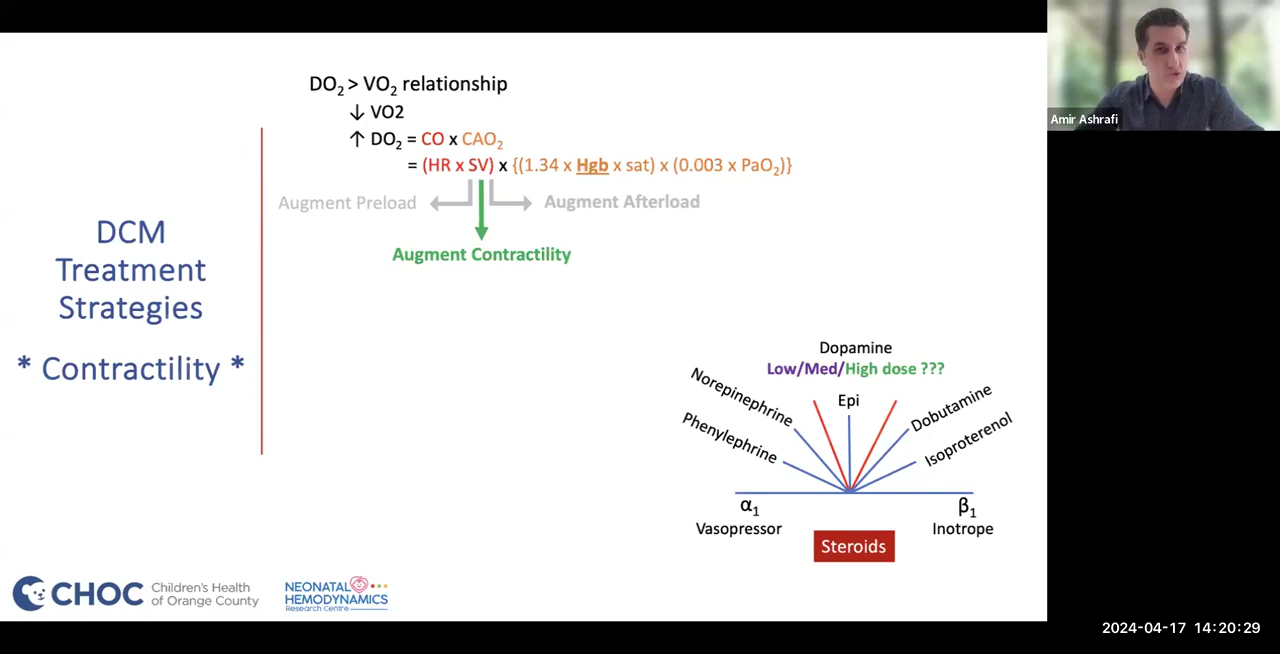 DO₂ > VO₂ relationship
↓ VO2
↑ DO₂ = CO x CAO₂
= (HR x SV) x {(1.34 x Hgb x sat) x (0.003 x PaO₂)}
Augment Preload
Augment Afterload
Augment Contractility
DCM
Treatment
Strategies
* Contractility *
Dopamine
Low/Med/High dose ???
Norepinephrine
Epi
Dobutamine
Phenylephrine
Isoproterenol
α₁
β₁
Vasopressor
Inotrope
Steroids
CHOC
Children's Health
of Orange County
NEONATAL
HEMODYNAMICS
Research Centre
Amir Ashrafi
2024-04-17 14:20:29